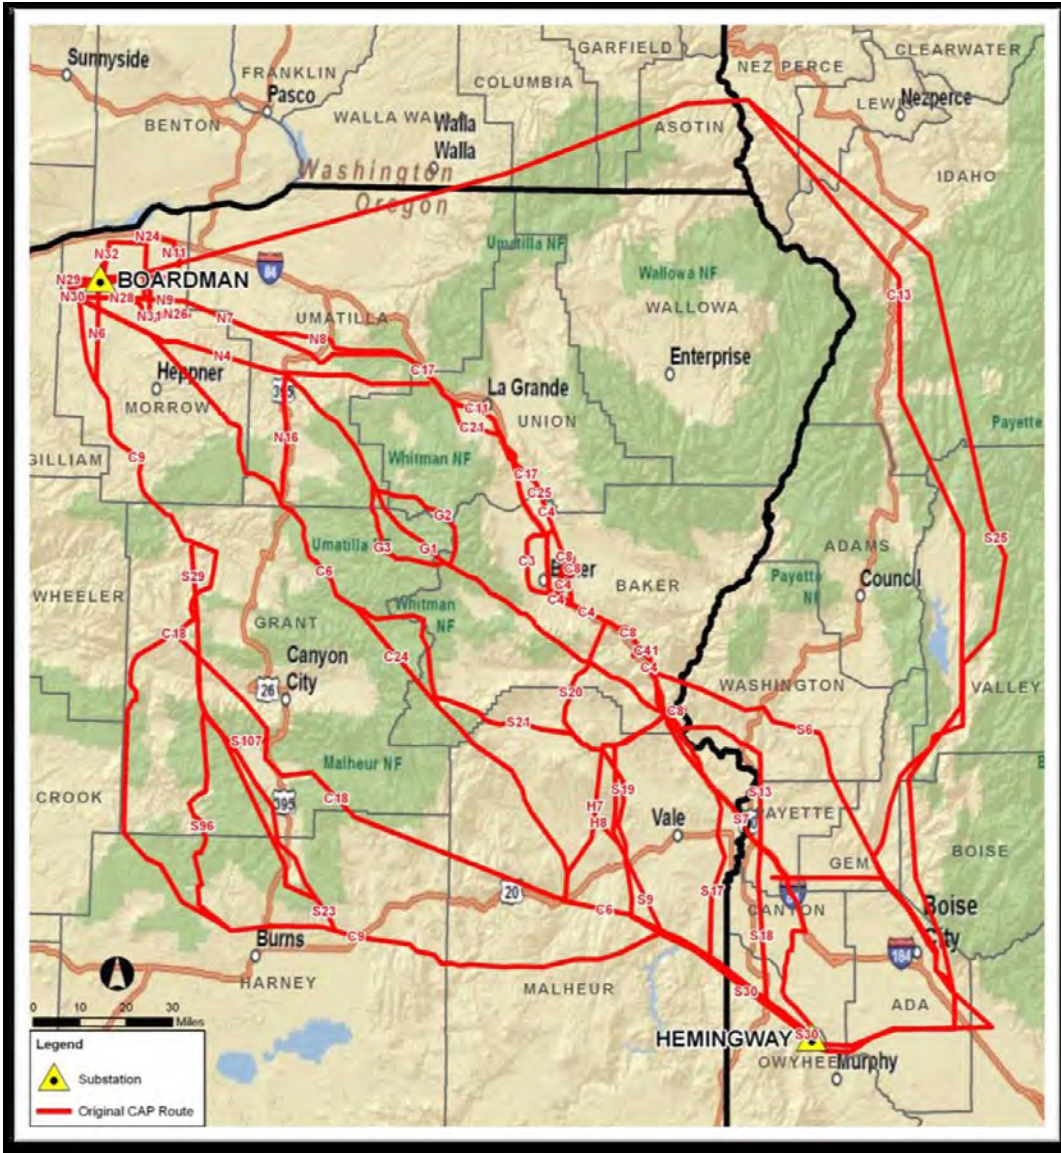 GARFIELD
CLEARWATER
Sunnyside
NEZ PERCE
FRANKLIN
COLUMBIA
Pasco
LEWIS
Nezperce
BENTON
WALLA WALLA
Walla
Walla
ASOTIN
Washington
Oregon
IDAHO
N24
N11
N32
Umatilla NF
84
Wallowa NF
N29
BOARDMAN
C13
N30
N28
N9
WALLOWA
N31
N26
N7
UMATILLA
N6
N8
Enterprise
N4
C17
Heppner
395
La Grande
MORROW
C11
UNION
Payette
C21
N16
GILLIAM
C9
Whitman NF
C17
C25
G2
C4
S25
Umatilla NF
G3
G1
ADAMS
C8
C3
C8
S29
C6
Baker
BAKER
Payette
NF
Council
C4
WHEELER
Whitman
NF
C4
C4
GRANT
C18
C8
C24
C41
Canyon
City
C4
WASHINGTON
VALLEY
26
S20
C8
S21
S6
S107
Malheur NF
CROOK
C18
395
S19
S13
H7
S96
H8
Vale
S7
PAYETTE
GEM
BOISE
20
S17
S9
CANYON
Boise
City
S23
C6
Burns
C9
S18
184
HARNEY
MALHEUR
S30
ADA
0 10 20 30
Miles
HEMINGWAY
S30
OWYHEE
Murphy
Legend
Substation
Original CAP Route